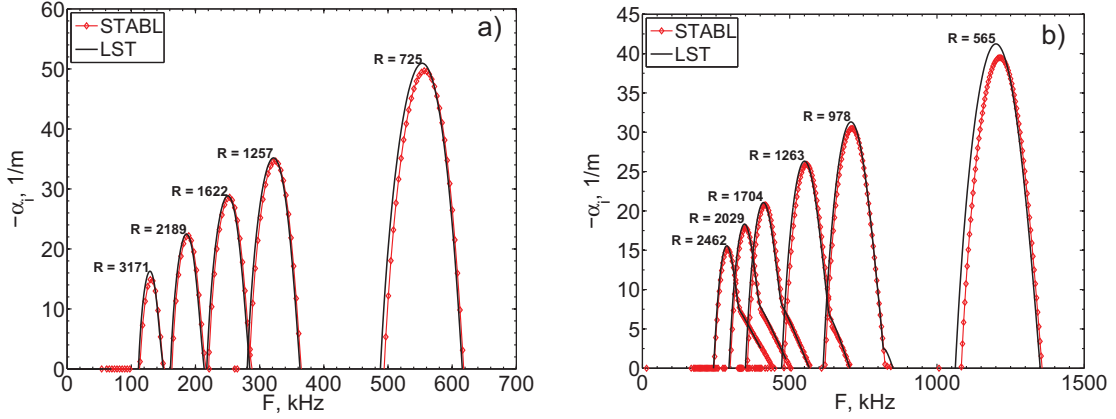 60
50
40
30
20
10
0
−αᵢ, 1/m
STABL
LST
a)
R = 725
R = 1257
R = 1622
R = 2189
R = 3171
0 100 200 300 400 500 600 700
F, kHz
45
40
35
30
25
20
15
10
5
0
−αᵢ, 1/m
STABL
LST
b)
R = 565
R = 978
R = 1263
R = 1704
R = 2029
R = 2462
0 500 1000 1500
F, kHz